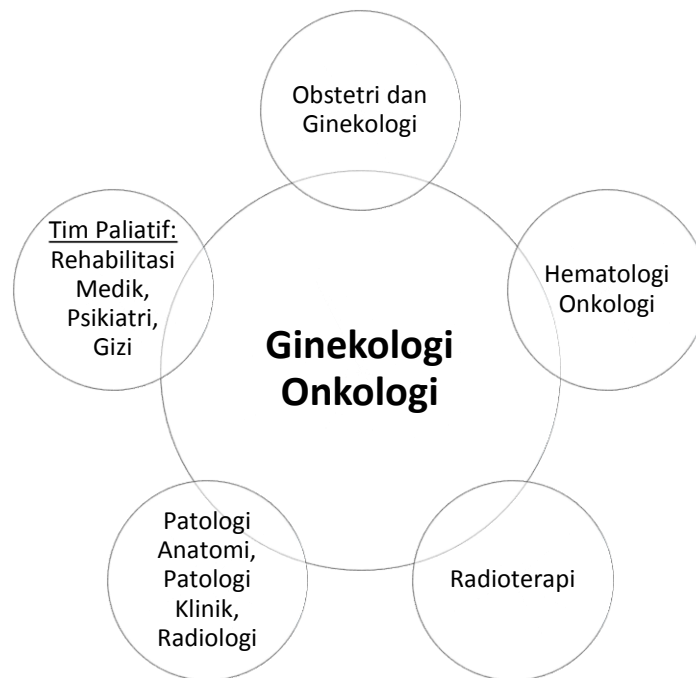 Obstetri dan
Ginekologi
Tim Paliatif:
Rehabilitasi
Medik,
Psikiatri,
Gizi
Hematologi
Onkologi
Ginekologi
Onkologi
Patologi
Anatomi,
Patologi
Klinik,
Radiologi
Radioterapi